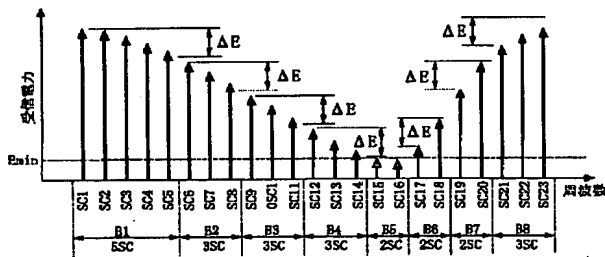 ΔE
ΔE
ΔE
ΔE
ΔE
ΔE
ΔE
ΔE
受信電力
Emin
周波数
SC1 SC2 SC3 SC4 SC5 SC6 SC7 SC8 SC9 0SC1 SC11 SC12 SC13 SC14 SC15 SC16 SC17 SC18 SC19 SC20 SC21 SC22 SC23
B1 B2 B3 B4 B5 B6 B7 B8
5SC 3SC 3SC 3SC 2SC 2SC 2SC 3SC